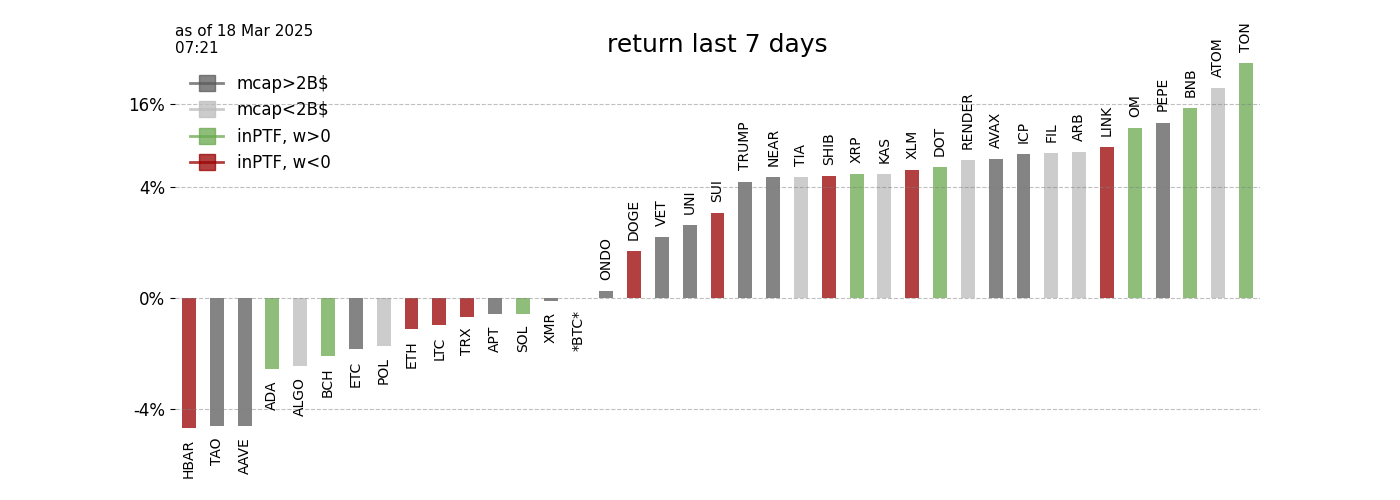 as of 18 Mar 2025
07:21
return last 7 days
mcap>2B$
mcap<2B$
inPTF, w>0
inPTF, w<0
16%
4%
0%
-4%
HBAR
TAO
AAVE
ADA
ALGO
BCH
ETC
POL
ETH
LTC
TRX
APT
SOL
XMR
*BTC*
ONDO
DOGE
VET
UNI
SUI
TRUMP
NEAR
TIA
SHIB
XRP
KAS
XLM
DOT
RENDER
AVAX
ICP
FIL
ARB
LINK
OM
PEPE
BNB
ATOM
TON